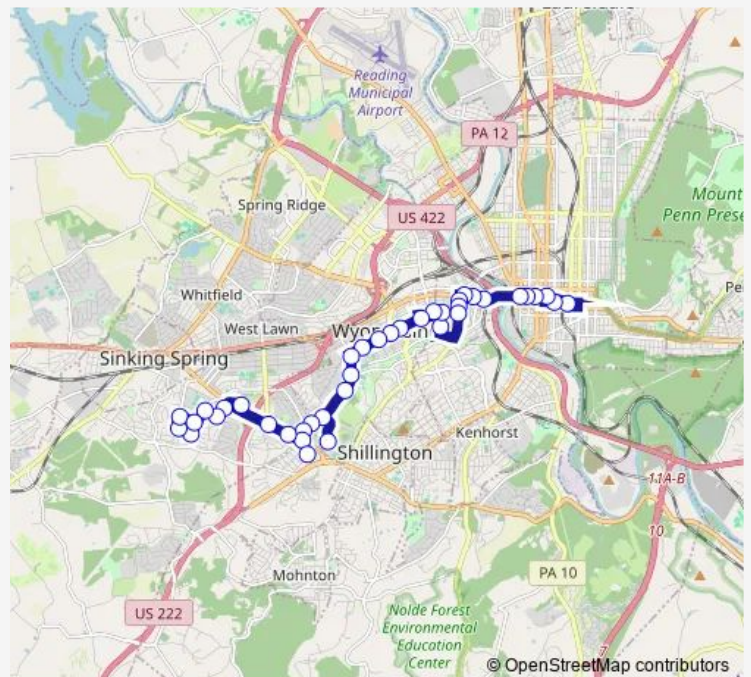 Reading
Municipal
Airport
PA 12
Mount
Penn Prese
Spring Ridge
US 422
Whitfield
West Lawn
Sinking Spring
Kenhorst
Shillington
11A-B
10
Mohnton
PA 10
US 222
Nolde Forest
Environmental
Education
Center
7
© OpenStreetMap contributors